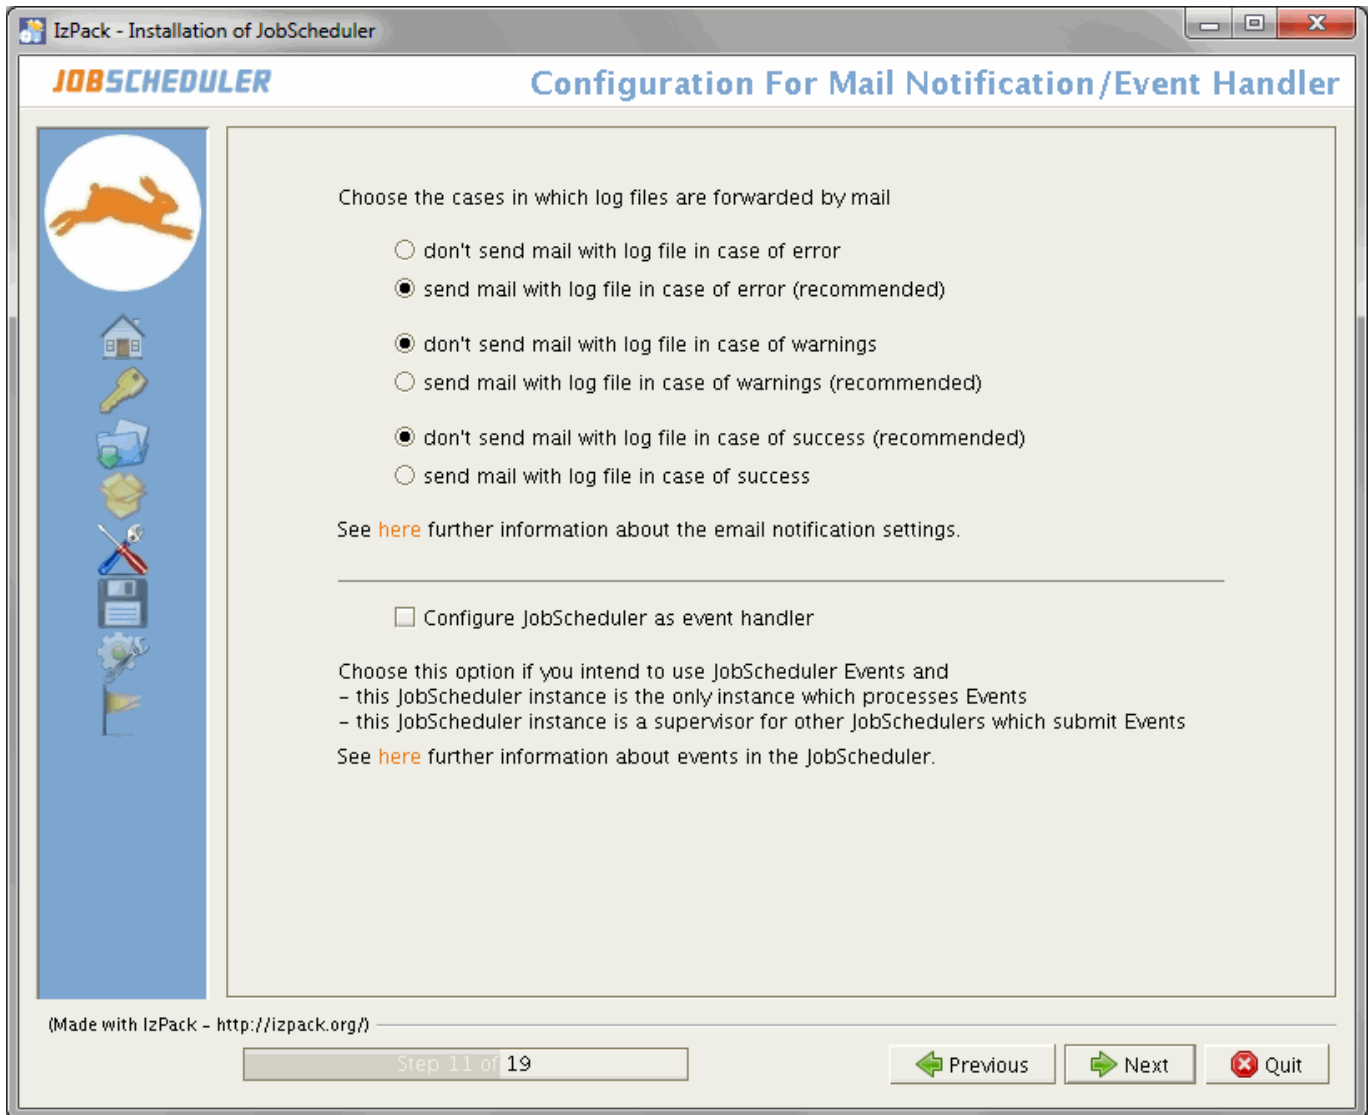 IzPack - Installation of JobScheduler
JOBSCHEDULER
Configuration For Mail Notification/Event Handler
Choose the cases in which log files are forwarded by mail
don't send mail with log file in case of error
send mail with log file in case of error (recommended)
don't send mail with log file in case of warnings
send mail with log file in case of warnings (recommended)
don't send mail with log file in case of success (recommended)
send mail with log file in case of success
See here further information about the email notification settings.
Configure JobScheduler as event handler
Choose this option if you intend to use JobScheduler Events and
– this JobScheduler instance is the only instance which processes Events
– this JobScheduler instance is a supervisor for other JobSchedulers which submit Events
See here further information about events in the JobScheduler.
(Made with IzPack – http://izpack.org/)
Step 11 of 19
Previous
Next
Quit